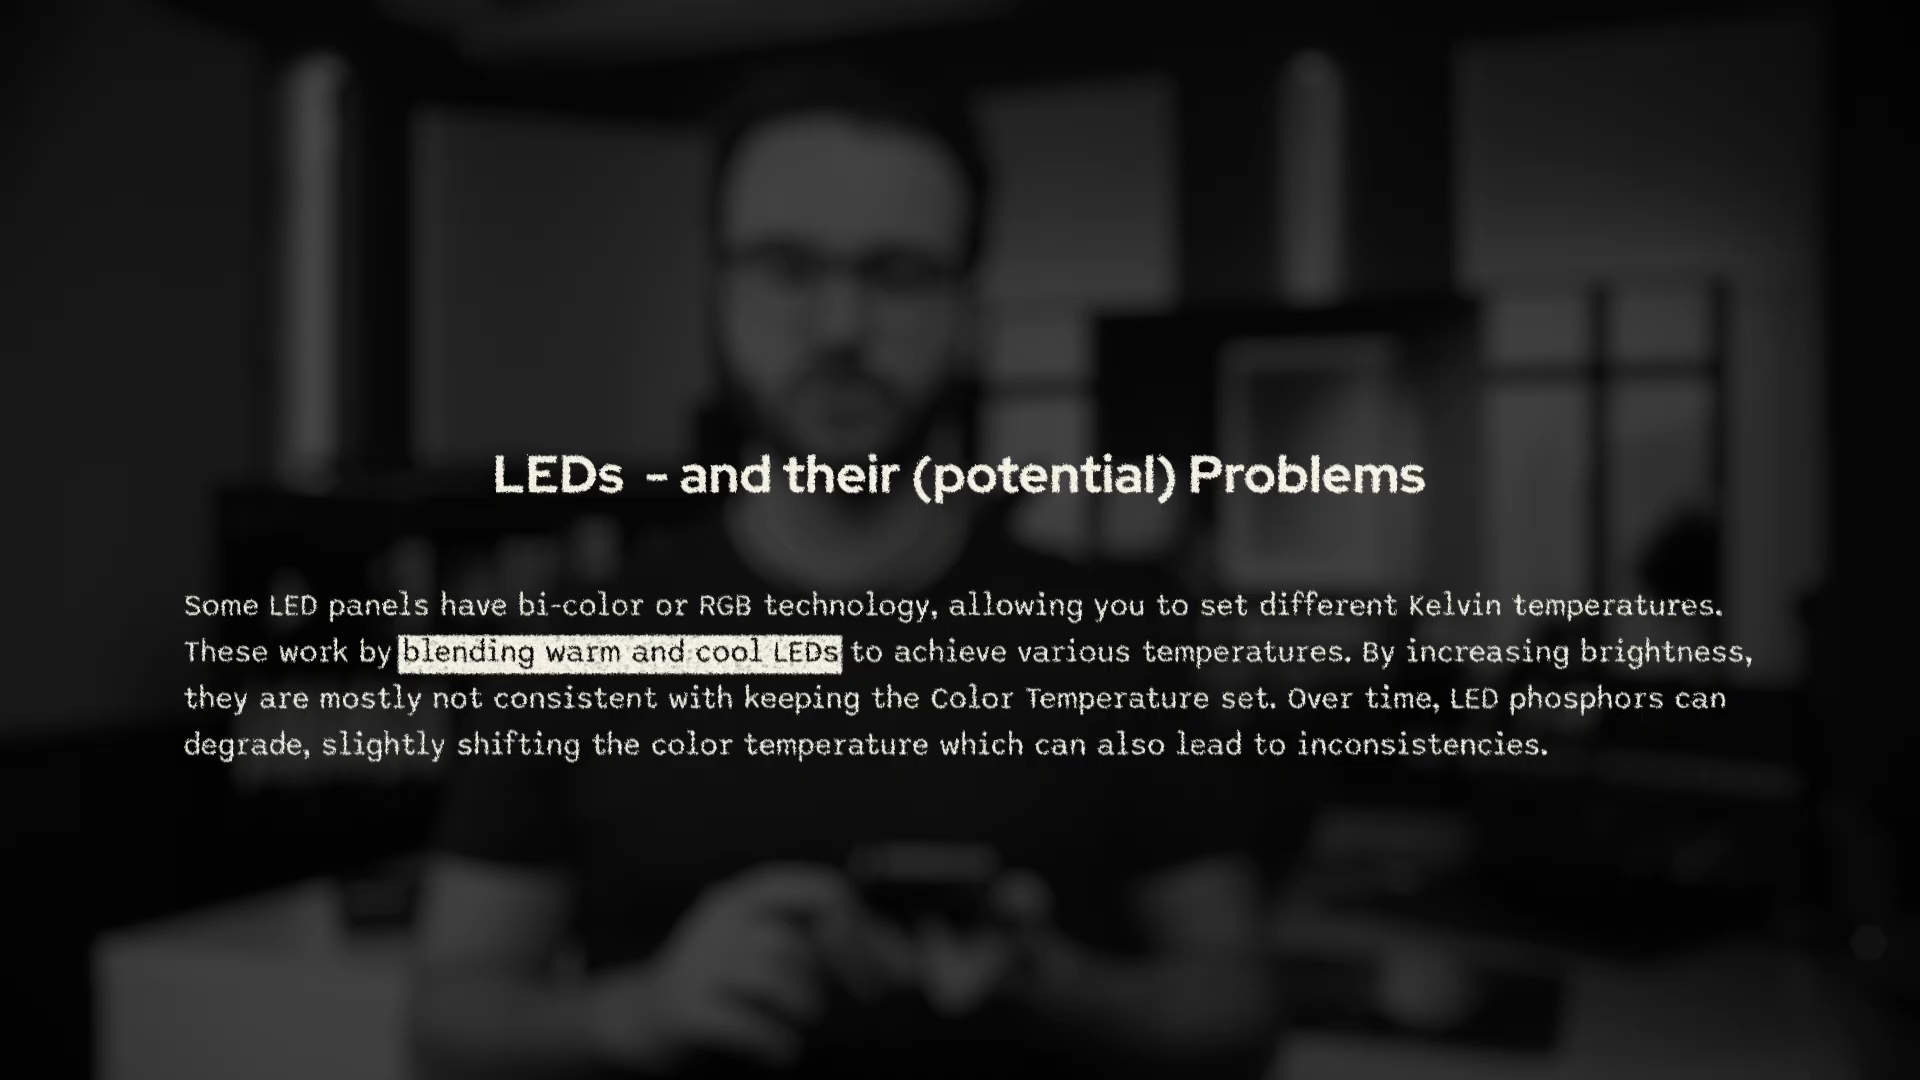 LEDs - and their (potential) Problems
Some LED panels have bi-color or RGB technology, allowing you to set different Kelvin temperatures.
These work by blending warm and cool LEDs to achieve various temperatures. By increasing brightness,
they are mostly not consistent with keeping the Color Temperature set. Over time, LED phosphors can
degrade, slightly shifting the color temperature which can also lead to inconsistencies.